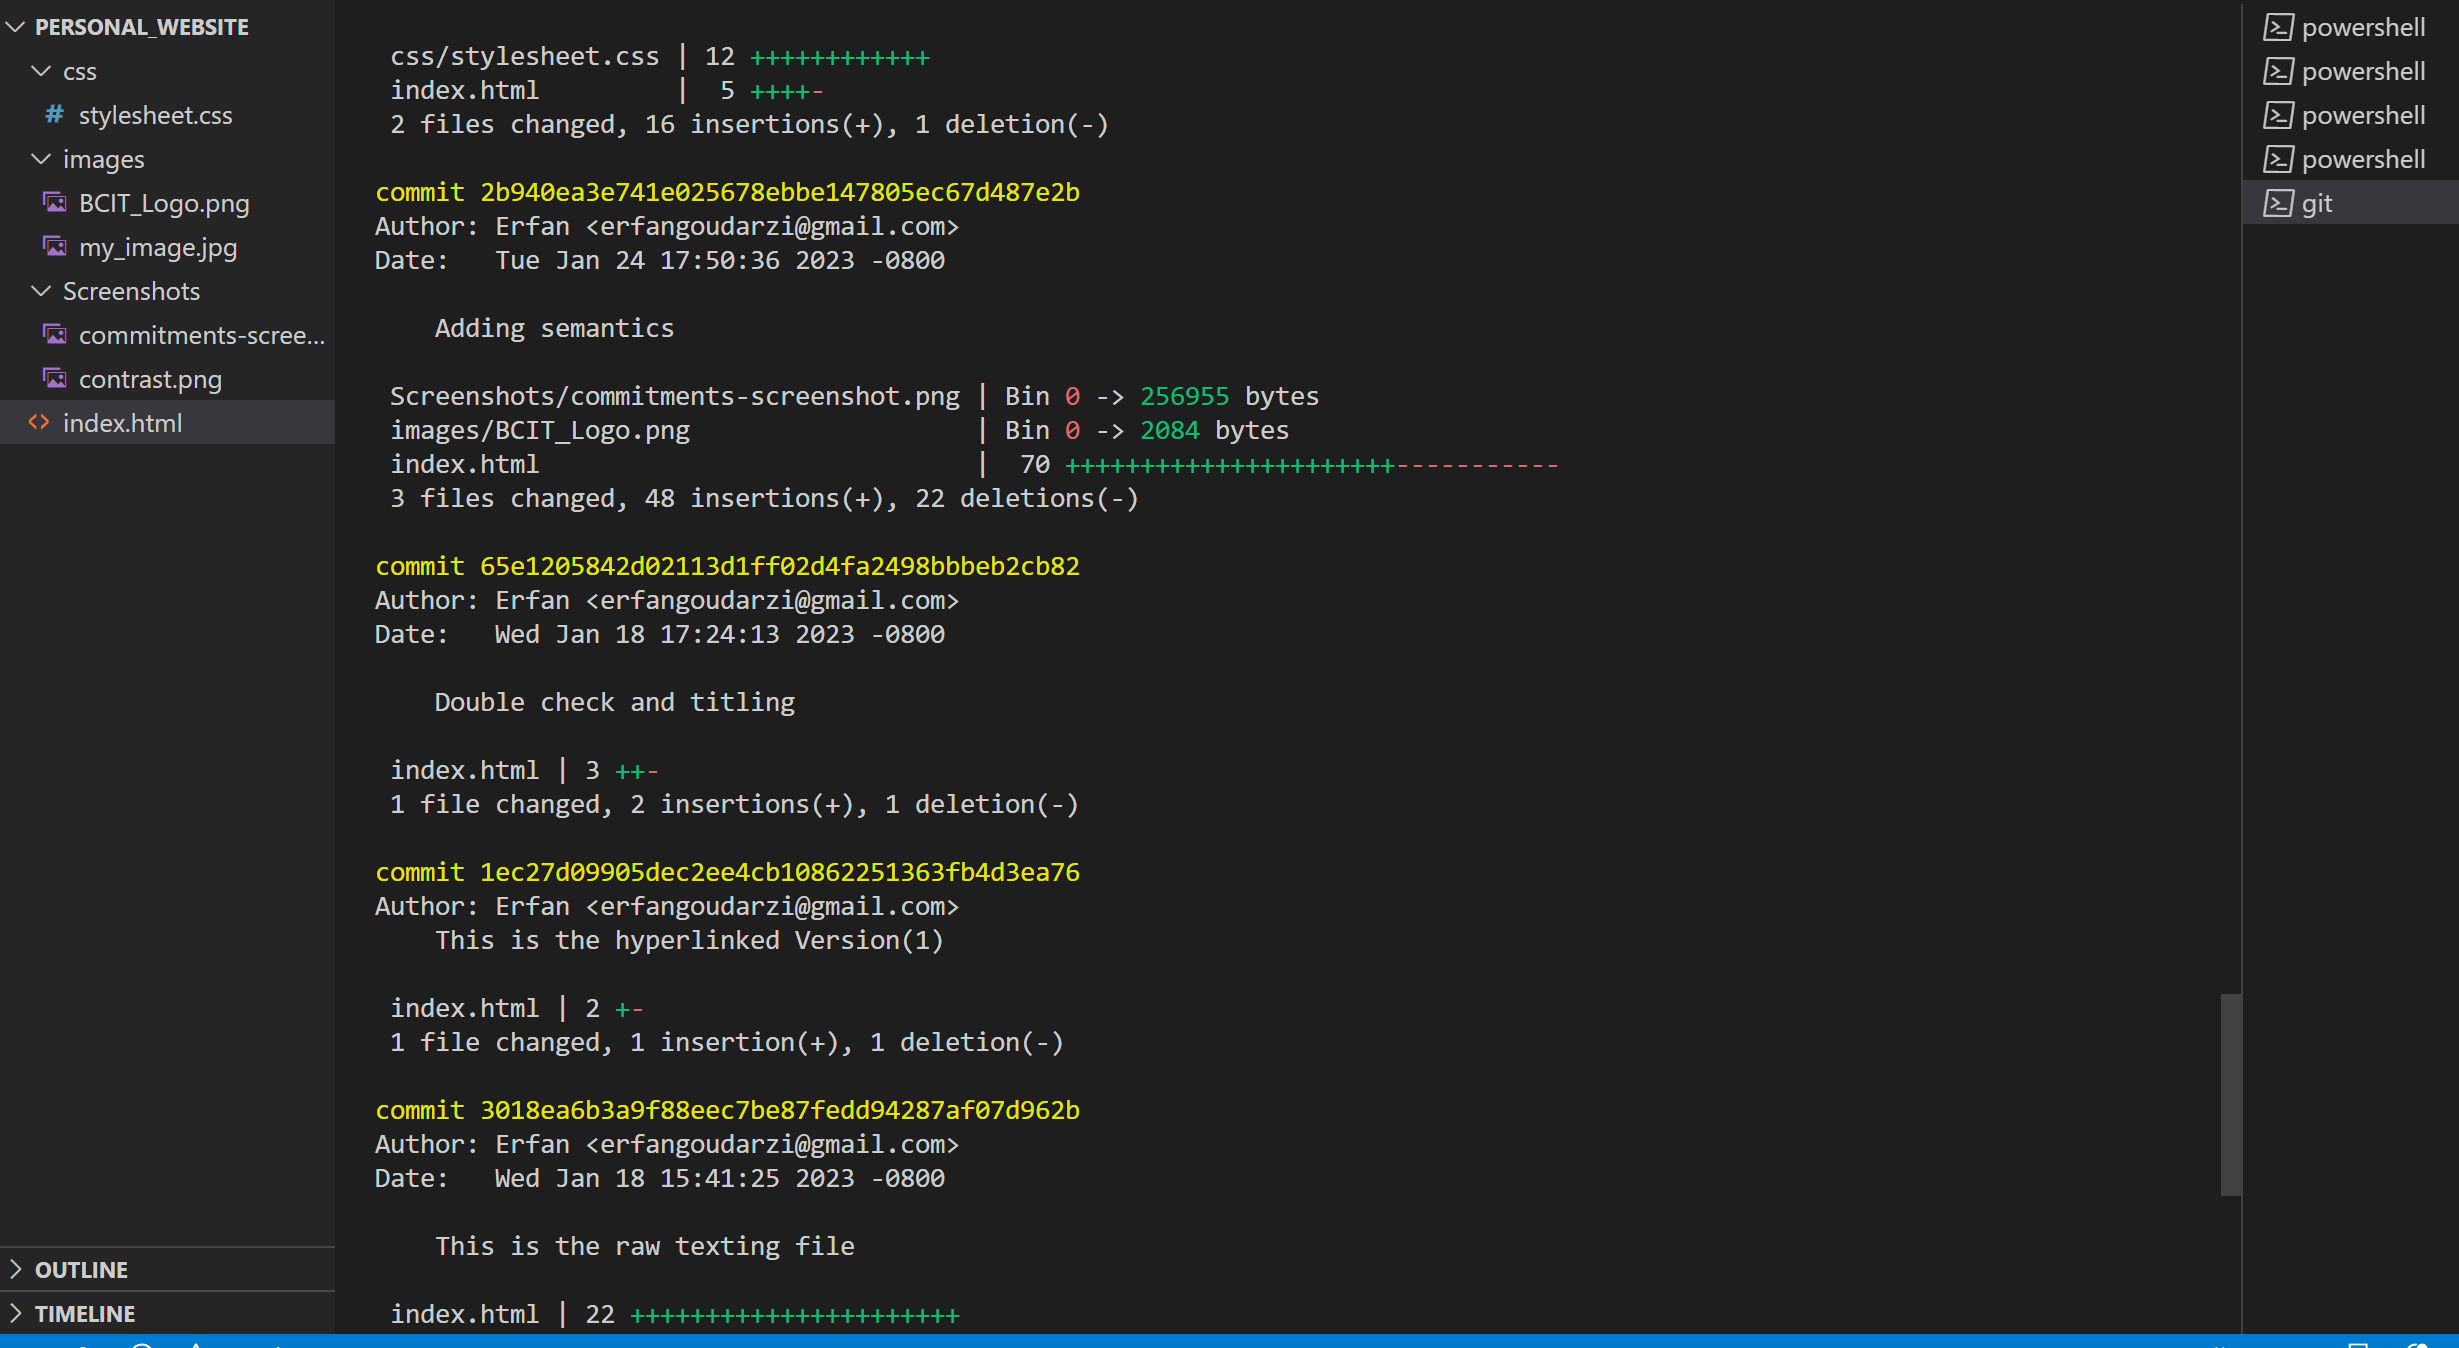 PERSONAL_WEBSITE
css
# stylesheet.css
images
BCIT_Logo.png
my_image.jpg
Screenshots
commitments-scree...
contrast.png
<> index.html
OUTLINE
TIMELINE
css/stylesheet.css | 12 ++++++++++++
index.html         |  5 ++++-
2 files changed, 16 insertions(+), 1 deletion(-)
commit 2b940ea3e741e025678ebbe147805ec67d487e2b
Author: Erfan <erfangoudarzi@gmail.com>
Date:   Tue Jan 24 17:50:36 2023 -0800
Adding semantics
Screenshots/commitments-screenshot.png | Bin 0 -> 256955 bytes
images/BCIT_Logo.png                   | Bin 0 -> 2084 bytes
index.html                             |  70 ++++++++++++++++++++++-----------
3 files changed, 48 insertions(+), 22 deletions(-)
commit 65e1205842d02113d1ff02d4fa2498bbbeb2cb82
Author: Erfan <erfangoudarzi@gmail.com>
Date:   Wed Jan 18 17:24:13 2023 -0800
Double check and titling
index.html | 3 ++-
1 file changed, 2 insertions(+), 1 deletion(-)
commit 1ec27d09905dec2ee4cb10862251363fb4d3ea76
Author: Erfan <erfangoudarzi@gmail.com>
This is the hyperlinked Version(1)
index.html | 2 +-
1 file changed, 1 insertion(+), 1 deletion(-)
commit 3018ea6b3a9f88eec7be87fedd94287af07d962b
Author: Erfan <erfangoudarzi@gmail.com>
Date:   Wed Jan 18 15:41:25 2023 -0800
This is the raw texting file
index.html | 22 ++++++++++++++++++++++
powershell
powershell
powershell
powershell
git